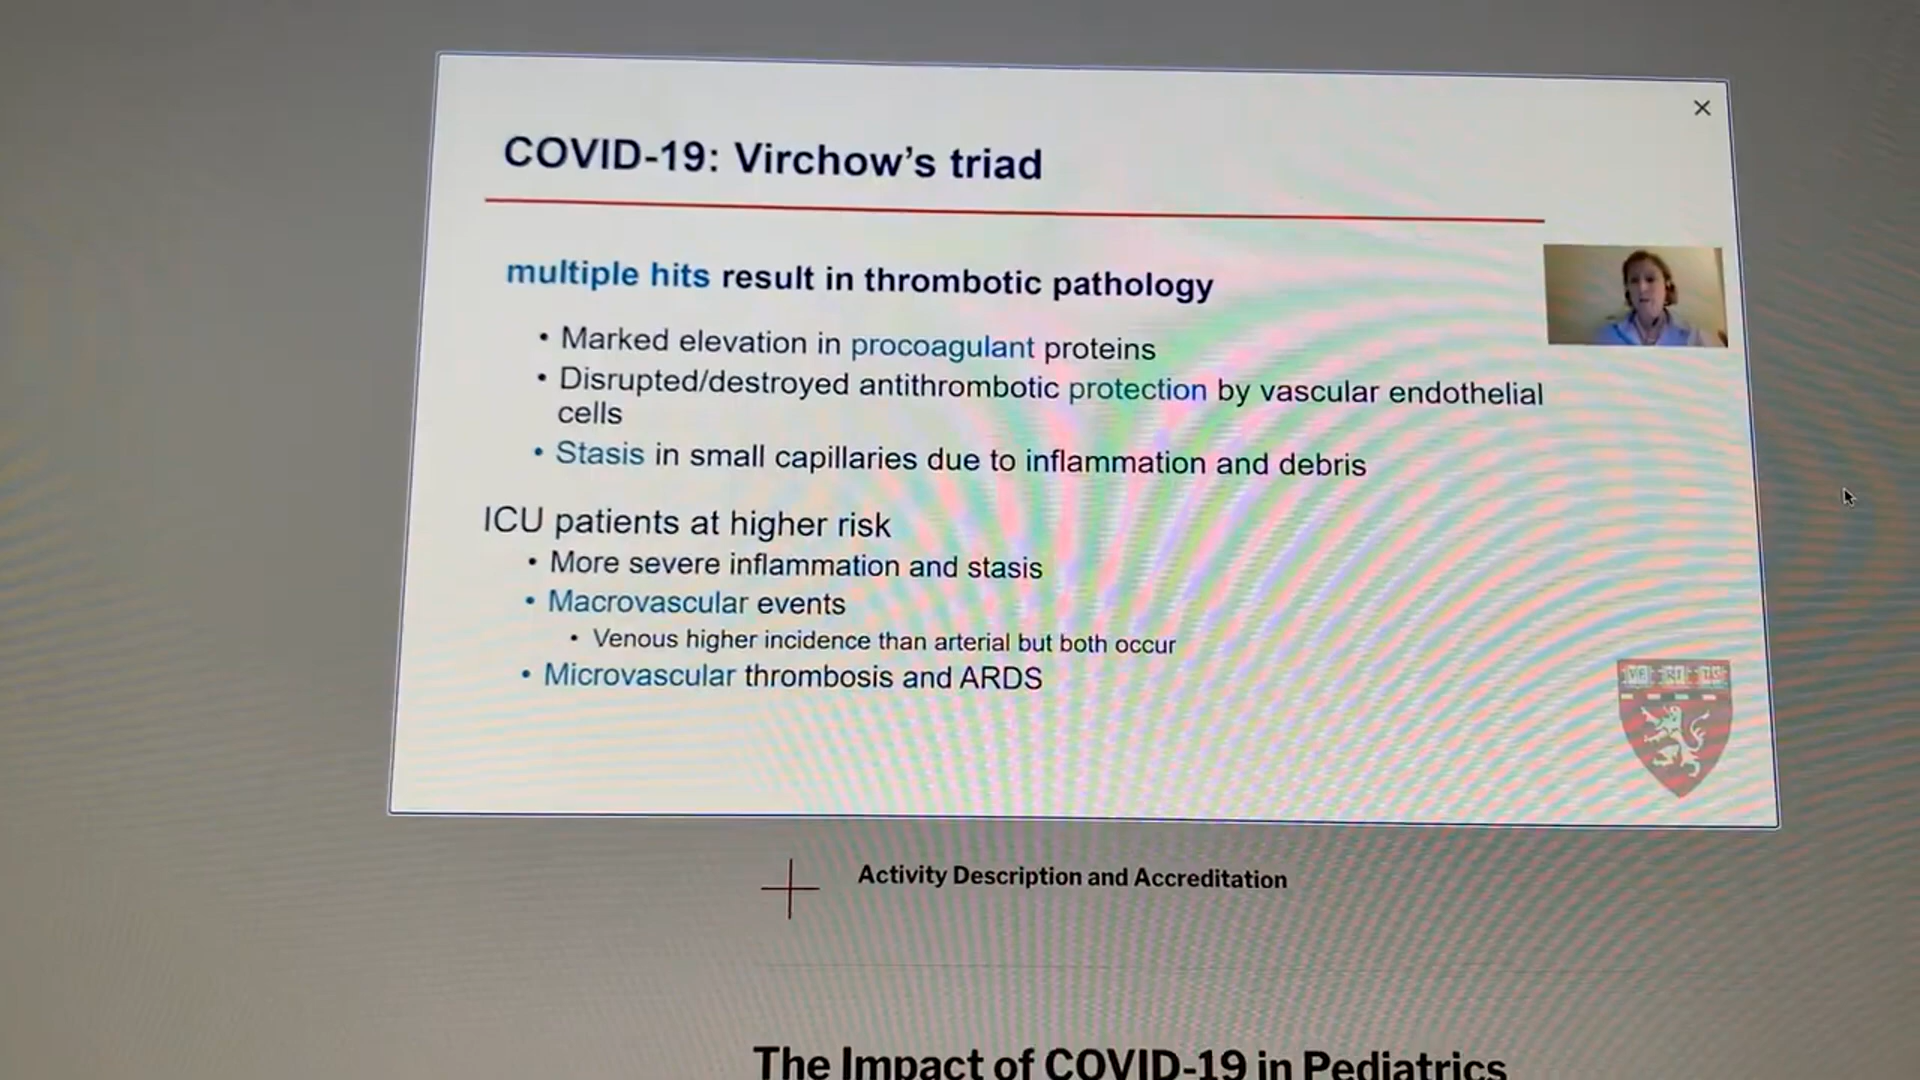 COVID-19: Virchow's triad
multiple hits result in thrombotic pathology
• Marked elevation in procoagulant proteins
• Disrupted/destroyed antithrombotic protection by vascular endothelial
cells
• Stasis in small capillaries due to inflammation and debris
ICU patients at higher risk
• More severe inflammation and stasis
• Macrovascular events
• Venous higher incidence than arterial but both occur
• Microvascular thrombosis and ARDS
VE RI TAS
Activity Description and Accreditation
The Impact of COVID-19 in Pediatrics